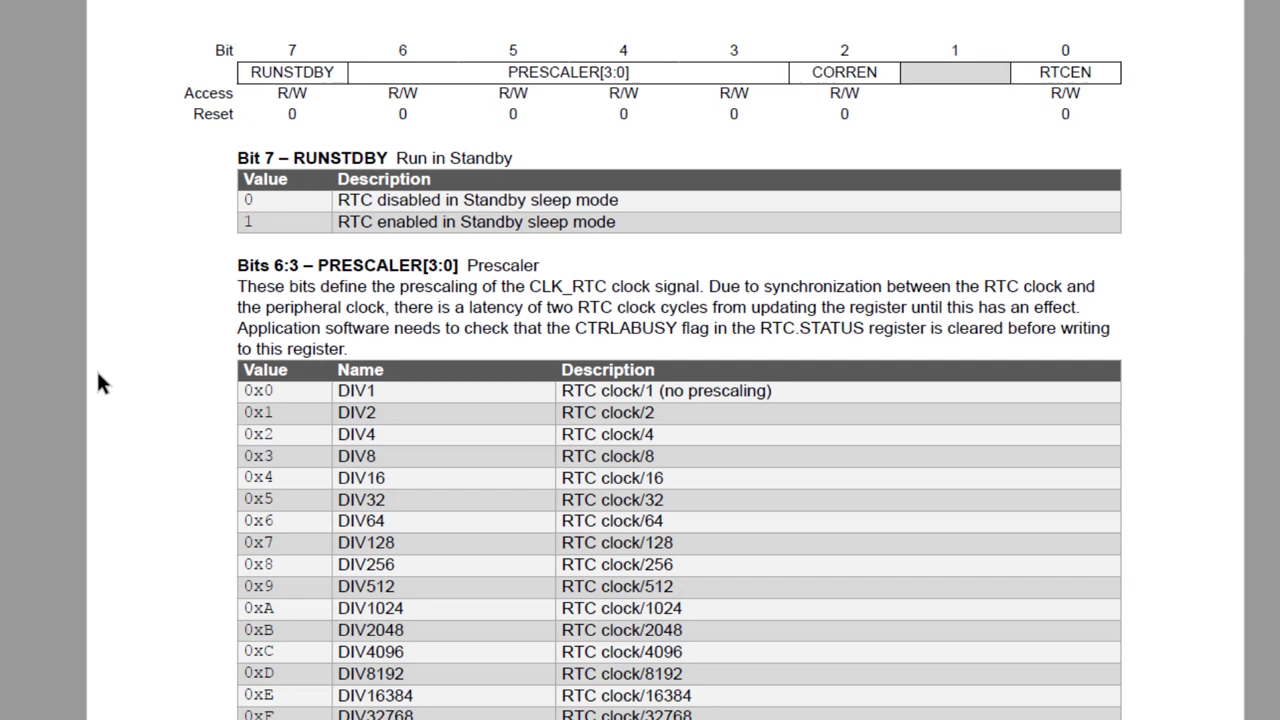 Bit 7 6 5 4 3 2 1 0
RUNSTDBY PRESCALER[3:0] CORREN RTCEN
Access R/W R/W R/W R/W R/W R/W R/W
Reset 0 0 0 0 0 0 0
Bit 7 – RUNSTDBY Run in Standby
Value Description
0 RTC disabled in Standby sleep mode
1 RTC enabled in Standby sleep mode
Bits 6:3 – PRESCALER[3:0] Prescaler
These bits define the prescaling of the CLK_RTC clock signal. Due to synchronization between the RTC clock and
the peripheral clock, there is a latency of two RTC clock cycles from updating the register until this has an effect.
Application software needs to check that the CTRLABUSY flag in the RTC.STATUS register is cleared before writing
to this register.
Value Name Description
0x0 DIV1 RTC clock/1 (no prescaling)
0x1 DIV2 RTC clock/2
0x2 DIV4 RTC clock/4
0x3 DIV8 RTC clock/8
0x4 DIV16 RTC clock/16
0x5 DIV32 RTC clock/32
0x6 DIV64 RTC clock/64
0x7 DIV128 RTC clock/128
0x8 DIV256 RTC clock/256
0x9 DIV512 RTC clock/512
0xA DIV1024 RTC clock/1024
0xB DIV2048 RTC clock/2048
0xC DIV4096 RTC clock/4096
0xD DIV8192 RTC clock/8192
0xE DIV16384 RTC clock/16384
0xF DIV32768 RTC clock/32768